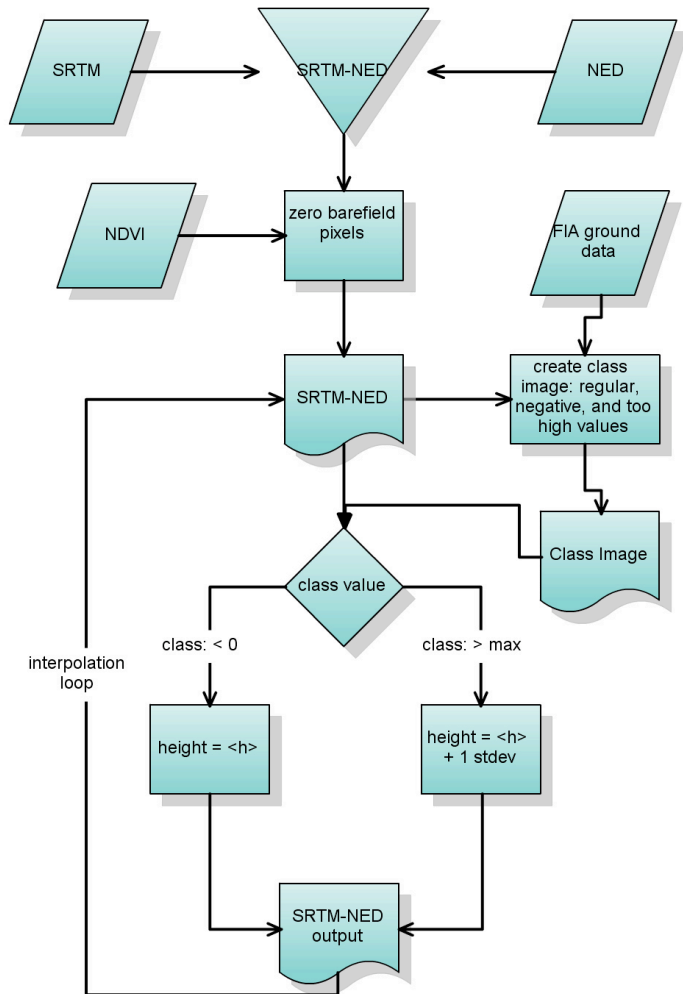 SRTM
SRTM-NED
NED
NDVI
zero barefield
pixels
FIA ground
data
SRTM-NED
create class
image: regular,
negative, and too
high values
Class Image
class value
class: < 0
class: > max
interpolation
loop
height = <h>
height = <h>
+ 1 stdev
SRTM-NED
output